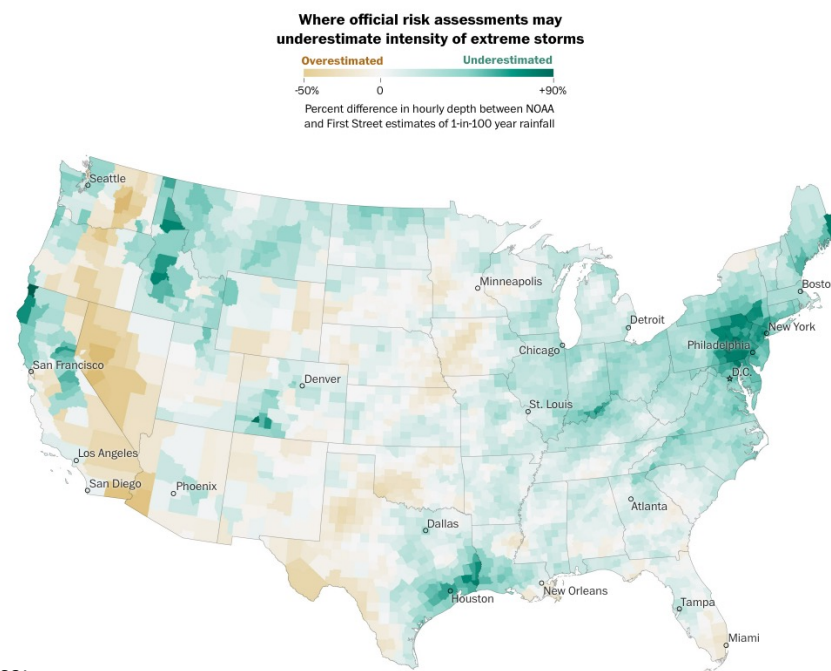 Where official risk assessments may
underestimate intensity of extreme storms
Overestimated Underestimated
-50% 0 +90%
Percent difference in hourly depth between NOAA
and First Street estimates of 1-in-100 year rainfall
Seattle
Minneapolis
Boston
Detroit
New York
Chicago
Philadelphia
San Francisco
Denver
D.C.
St. Louis
Los Angeles
San Diego
Phoenix
Atlanta
Dallas
Houston
New Orleans
Tampa
Miami